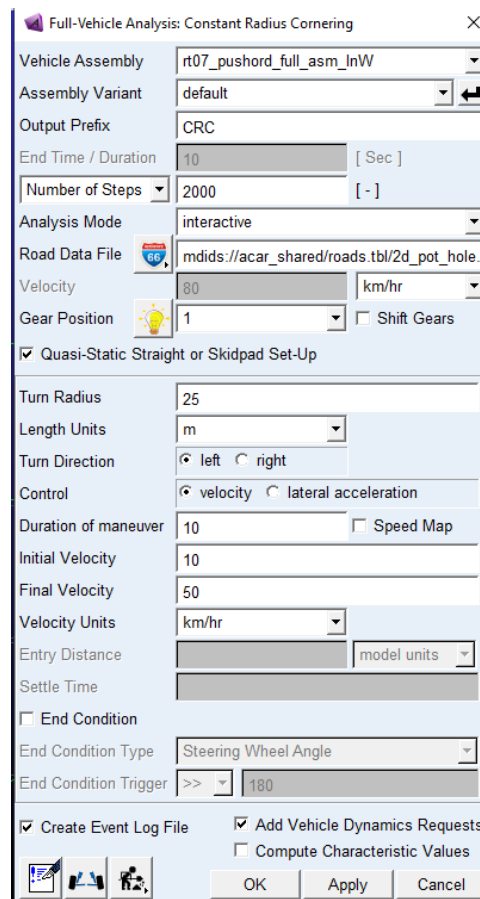 Full-Vehicle Analysis: Constant Radius Cornering
Vehicle Assembly rt07_pushord_full_asm_lnW
Assembly Variant default
Output Prefix CRC
End Time / Duration 10 [ Sec ]
Number of Steps 2000 [ - ]
Analysis Mode interactive
Road Data File 66 mdids://acar_shared/roads.tbl/2d_pot_hole.
Velocity 80 km/hr
Gear Position 1 Shift Gears
Quasi-Static Straight or Skidpad Set-Up
Turn Radius 25
Length Units m
Turn Direction left right
Control velocity lateral acceleration
Duration of maneuver 10 Speed Map
Initial Velocity 10
Final Velocity 50
Velocity Units km/hr
Entry Distance model units
Settle Time
End Condition
End Condition Type Steering Wheel Angle
End Condition Trigger >> 180
Create Event Log File Add Vehicle Dynamics Requests
Compute Characteristic Values
OK Apply Cancel